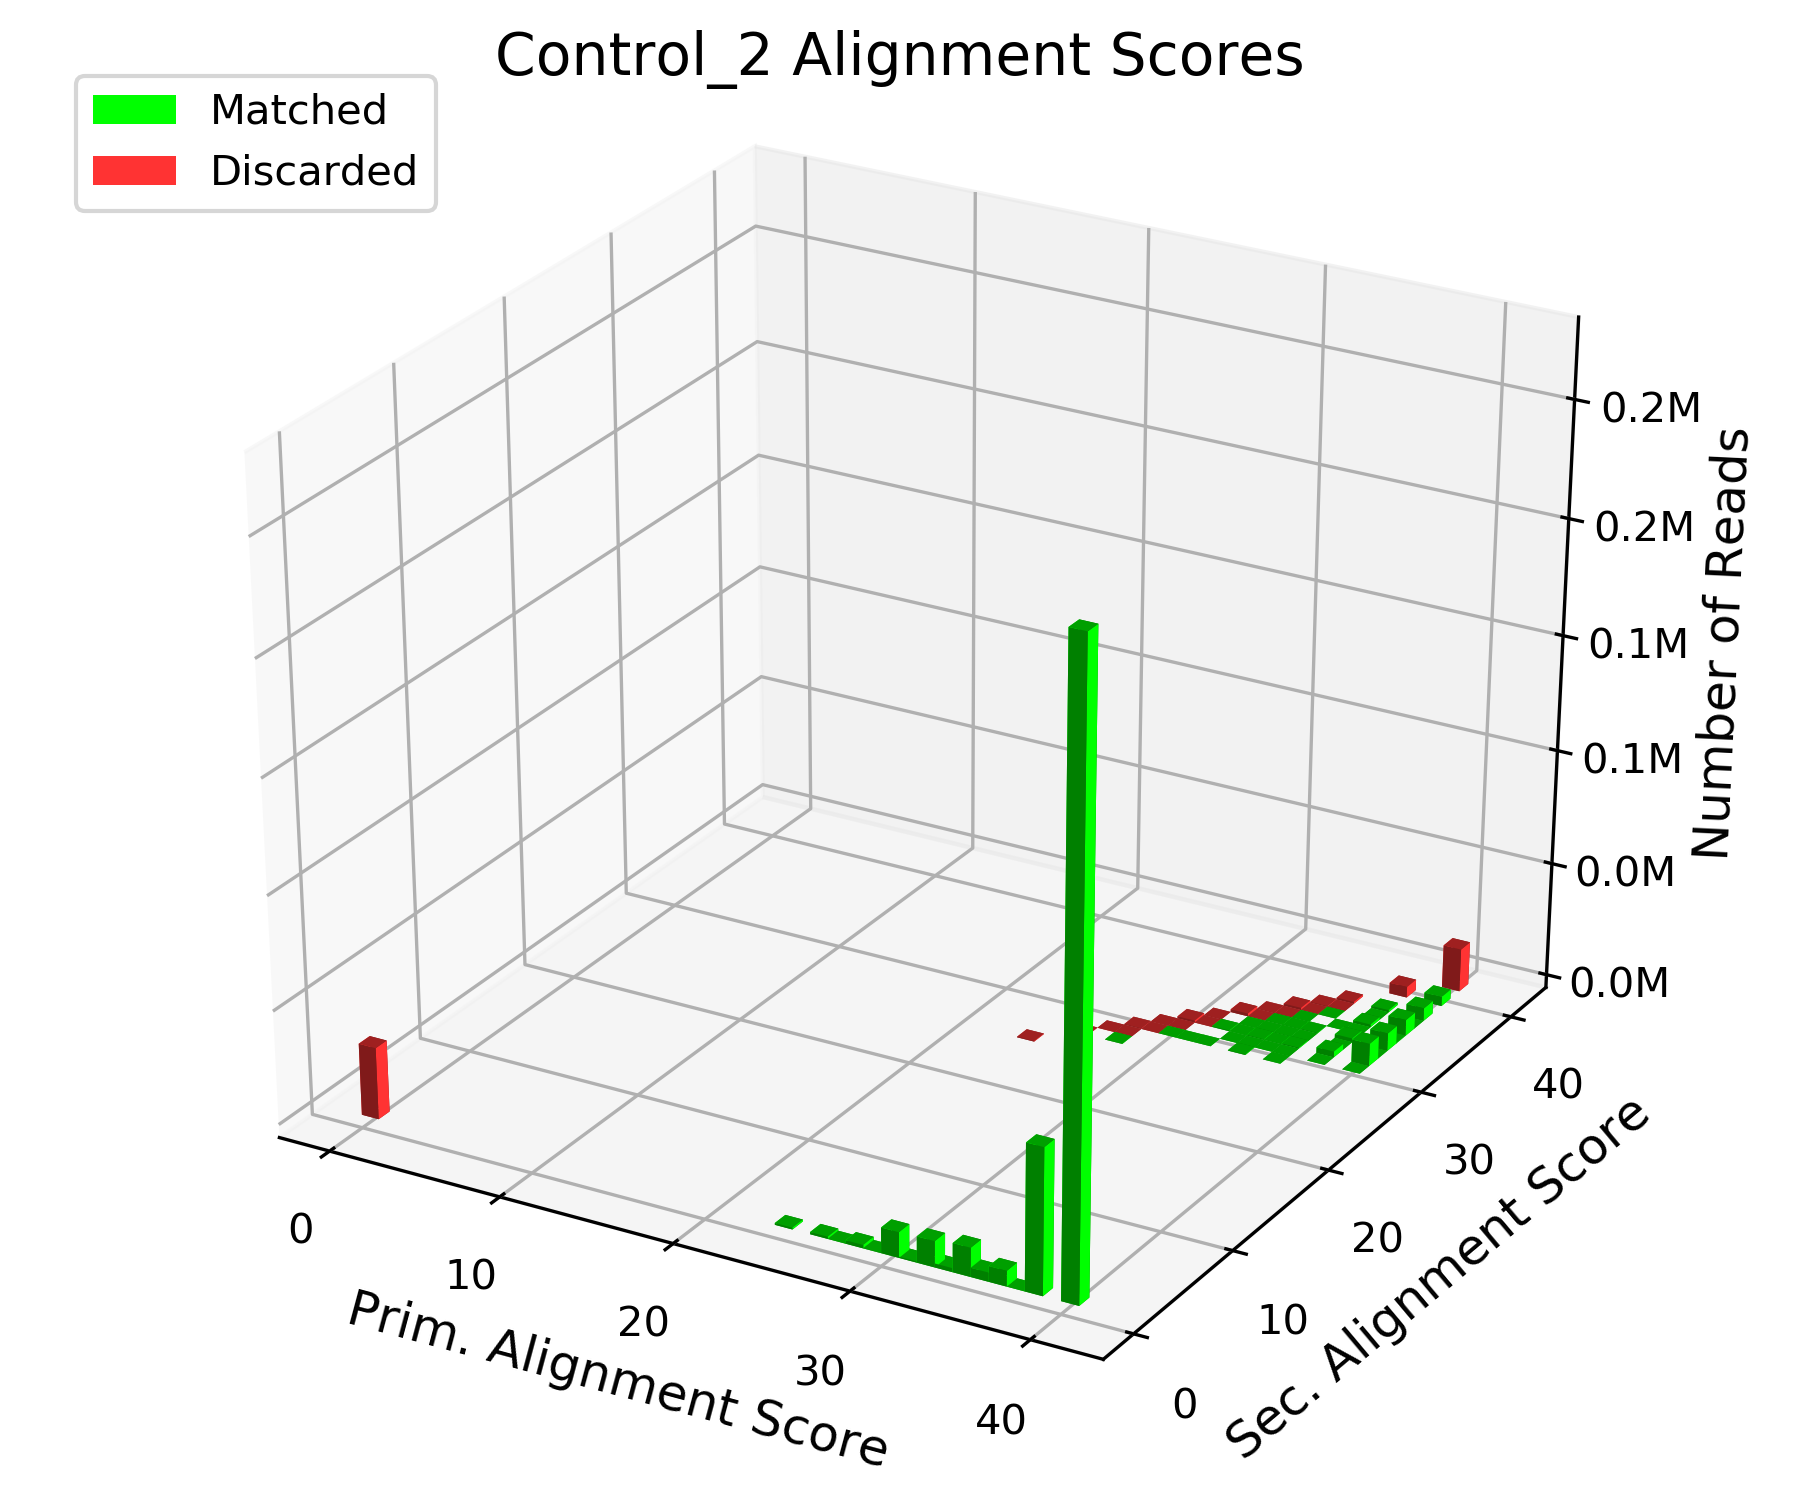 Control_2 Alignment Scores
Matched
Discarded
0.2M
0.2M
0.1M
0.1M
0.0M
0.0M
Number of Reads
0
10
20
30
40
Prim. Alignment Score
0
10
20
30
40
Sec. Alignment Score